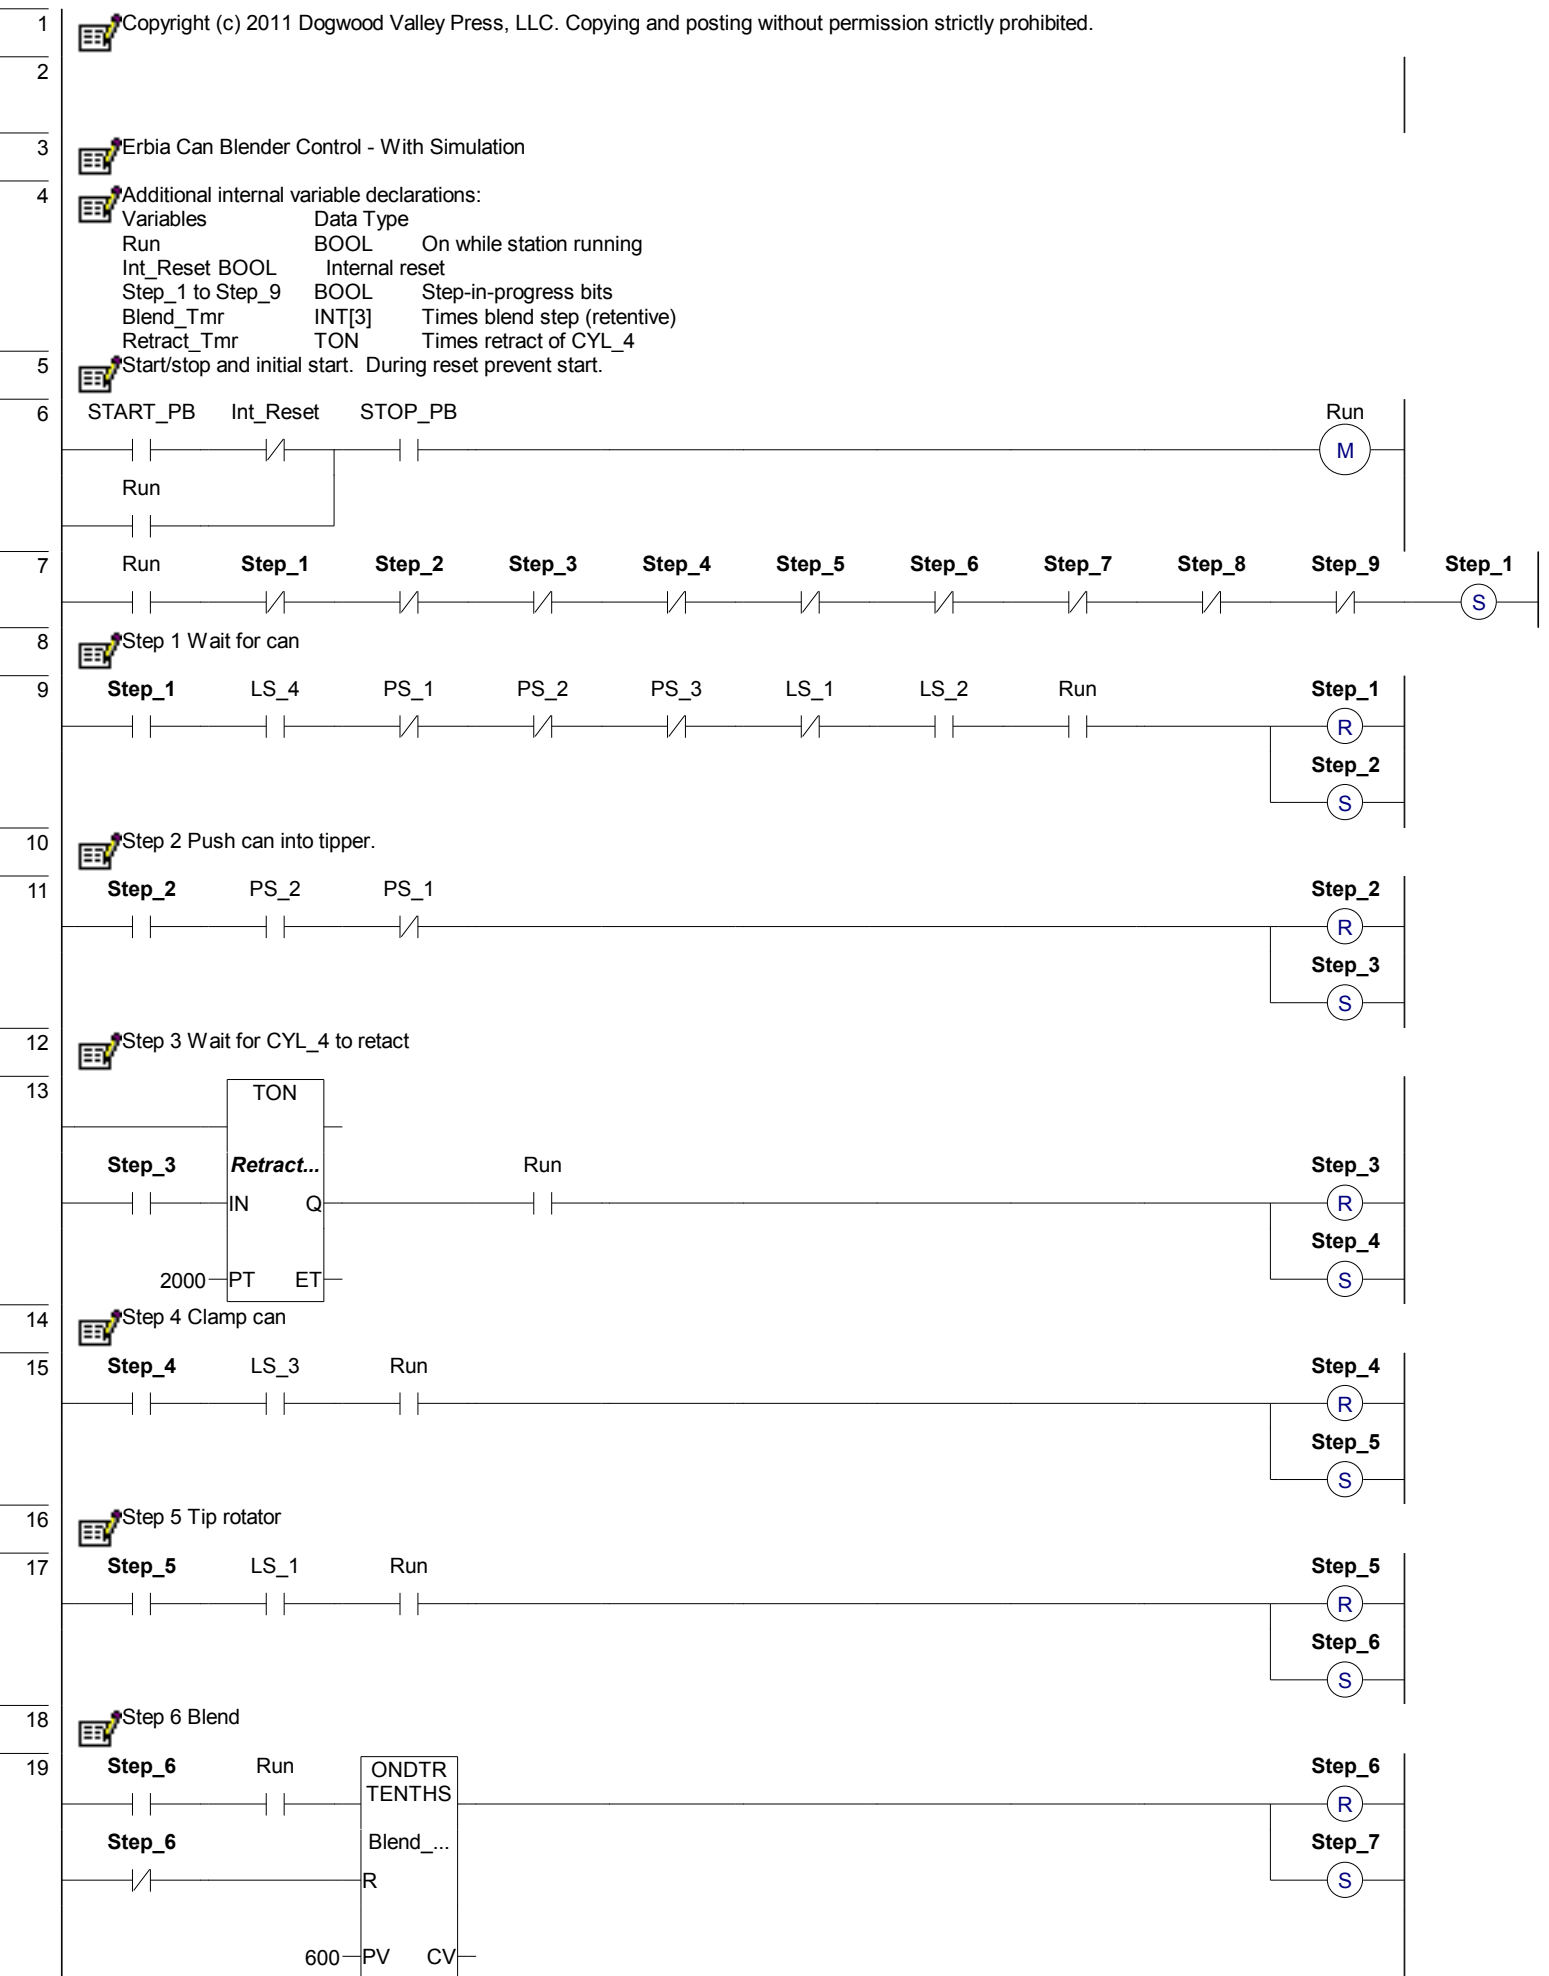 1 Copyright (c) 2011 Dogwood Valley Press, LLC. Copying and posting without permission strictly prohibited.
2
3 Erbia Can Blender Control - With Simulation
4 Additional internal variable declarations:
Variables Data Type
Run BOOL On while station running
Int_Reset BOOL Internal reset
Step_1 to Step_9 BOOL Step-in-progress bits
Blend_Tmr INT[3] Times blend step (retentive)
Retract_Tmr TON Times retract of CYL_4
5 Start/stop and initial start. During reset prevent start.
6 START_PB Int_Reset STOP_PB Run
M
Run
7 Run Step_1 Step_2 Step_3 Step_4 Step_5 Step_6 Step_7 Step_8 Step_9 Step_1
S
8 Step 1 Wait for can
9 Step_1 LS_4 PS_1 PS_2 PS_3 LS_1 LS_2 Run Step_1
R
Step_2
S
10 Step 2 Push can into tipper.
11 Step_2 PS_2 PS_1 Step_2
R
Step_3
S
12 Step 3 Wait for CYL_4 to retact
13 TON
Step_3 Retract... Run Step_3
IN Q R
Step_4
2000 PT ET S
14 Step 4 Clamp can
15 Step_4 LS_3 Run Step_4
R
Step_5
S
16 Step 5 Tip rotator
17 Step_5 LS_1 Run Step_5
R
Step_6
S
18 Step 6 Blend
19 Step_6 Run ONDTR Step_6
TENTHS
R
Step_6 Blend_... Step_7
R S
600 PV CV